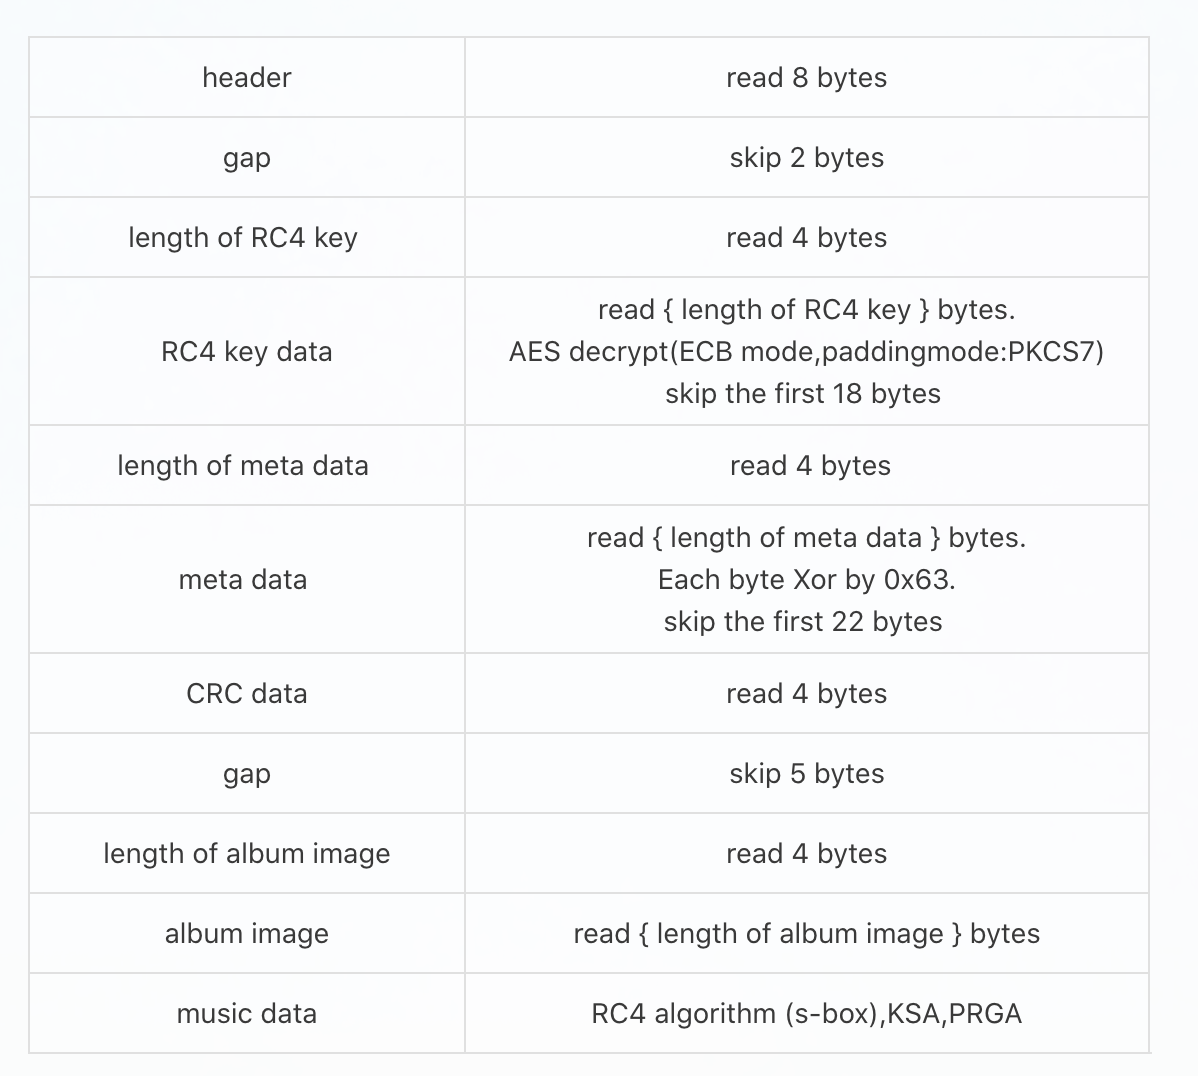 header
read 8 bytes
gap
skip 2 bytes
length of RC4 key
read 4 bytes
RC4 key data
read { length of RC4 key } bytes.
AES decrypt(ECB mode,paddingmode:PKCS7)
skip the first 18 bytes
length of meta data
read 4 bytes
meta data
read { length of meta data } bytes.
Each byte Xor by 0x63.
skip the first 22 bytes
CRC data
read 4 bytes
gap
skip 5 bytes
length of album image
read 4 bytes
album image
read { length of album image } bytes
music data
RC4 algorithm (s-box),KSA,PRGA